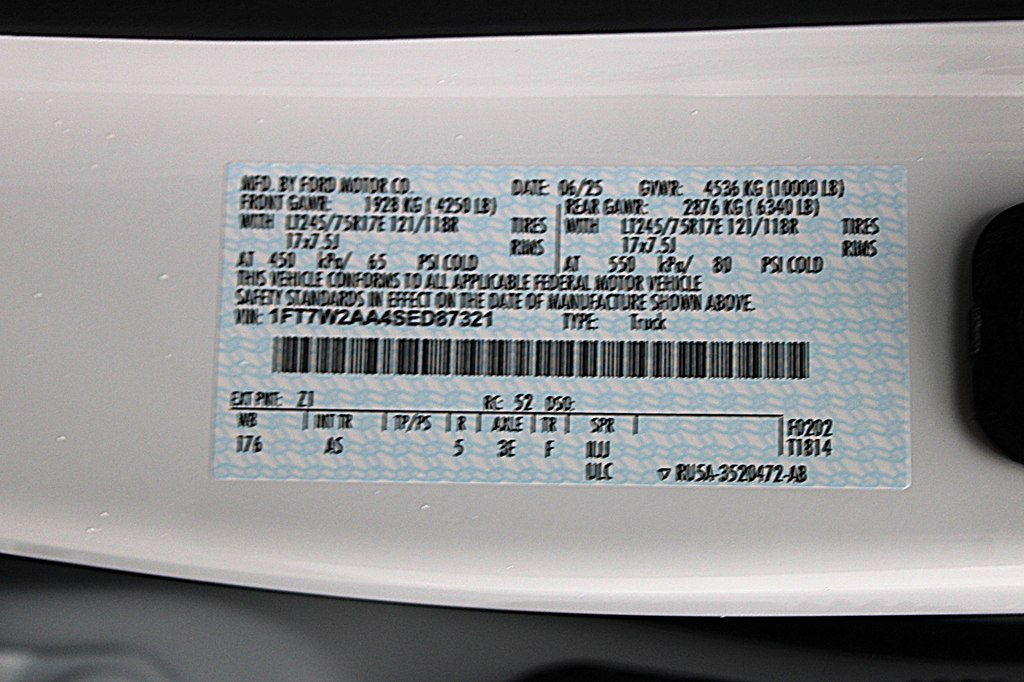 MFD. BY FORD MOTOR CO. DATE: 06/25 GVWR: 4536 KG (10000 LB)
FRONT GAWR: 1928 KG ( 4250 LB) REAR GAWR: 2876 KG ( 6340 LB)
WITH LT245/75R17E 121/118R TIRES WITH LT245/75R17E 121/118R TIRES
17x7.5J RIMS 17x7.5J RIMS
AT 450 kPa/ 65 PSI COLD AT 550 kPa/ 80 PSI COLD
THIS VEHICLE CONFORMS TO ALL APPLICABLE FEDERAL MOTOR VEHICLE
SAFETY STANDARDS IN EFFECT ON THE DATE OF MANUFACTURE SHOWN ABOVE.
VIN: 1FT7W2AA4SED87321 TYPE: Truck
EXT PNT: Z1 RC: 52 DSO:
WB INT TR TP/PS R AXLE TR SPR F0202
176 AS 5 3E F T1814
ULC RU5A-3520472-AB